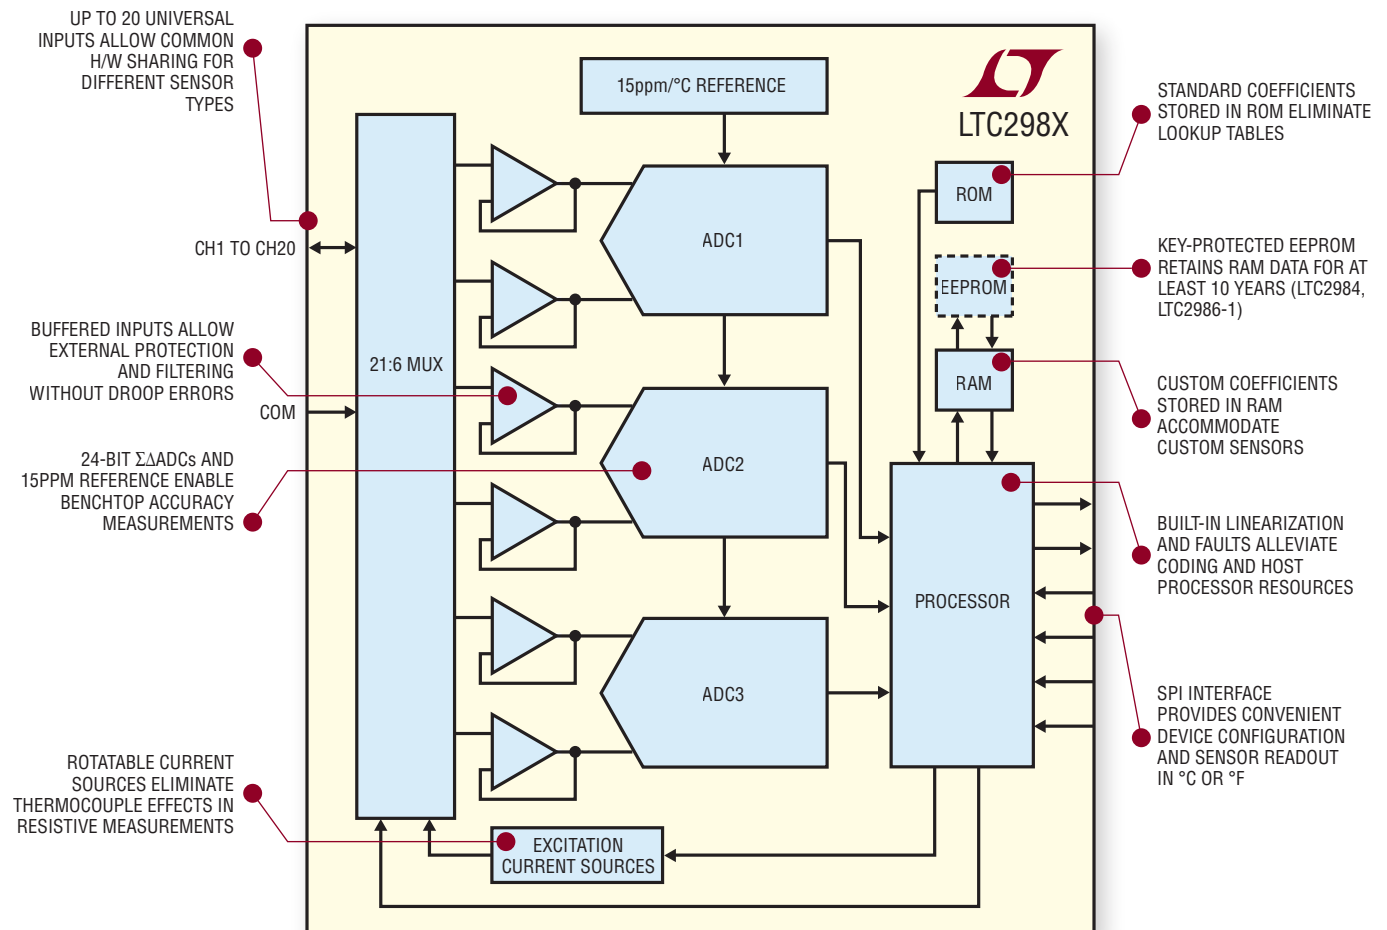 UP TO 20 UNIVERSAL
INPUTS ALLOW COMMON
H/W SHARING FOR
DIFFERENT SENSOR
TYPES
CH1 TO CH20
BUFFERED INPUTS ALLOW
EXTERNAL PROTECTION
AND FILTERING
WITHOUT DROOP ERRORS
COM
24-BIT ΣΔADCs AND
15PPM REFERENCE ENABLE
BENCHTOP ACCURACY
MEASUREMENTS
ROTATABLE CURRENT
SOURCES ELIMINATE
THERMOCOUPLE EFFECTS IN
RESISTIVE MEASUREMENTS
21:6 MUX
15ppm/°C REFERENCE
ADC1
ADC2
ADC3
EXCITATION
CURRENT SOURCES
LTC298X
ROM
EEPROM
RAM
PROCESSOR
STANDARD COEFFICIENTS
STORED IN ROM ELIMINATE
LOOKUP TABLES
KEY-PROTECTED EEPROM
RETAINS RAM DATA FOR AT
LEAST 10 YEARS (LTC2984,
LTC2986-1)
CUSTOM COEFFICIENTS
STORED IN RAM
ACCOMMODATE
CUSTOM SENSORS
BUILT-IN LINEARIZATION
AND FAULTS ALLEVIATE
CODING AND HOST
PROCESSOR RESOURCES
SPI INTERFACE
PROVIDES CONVENIENT
DEVICE CONFIGURATION
AND SENSOR READOUT
IN °C OR °F